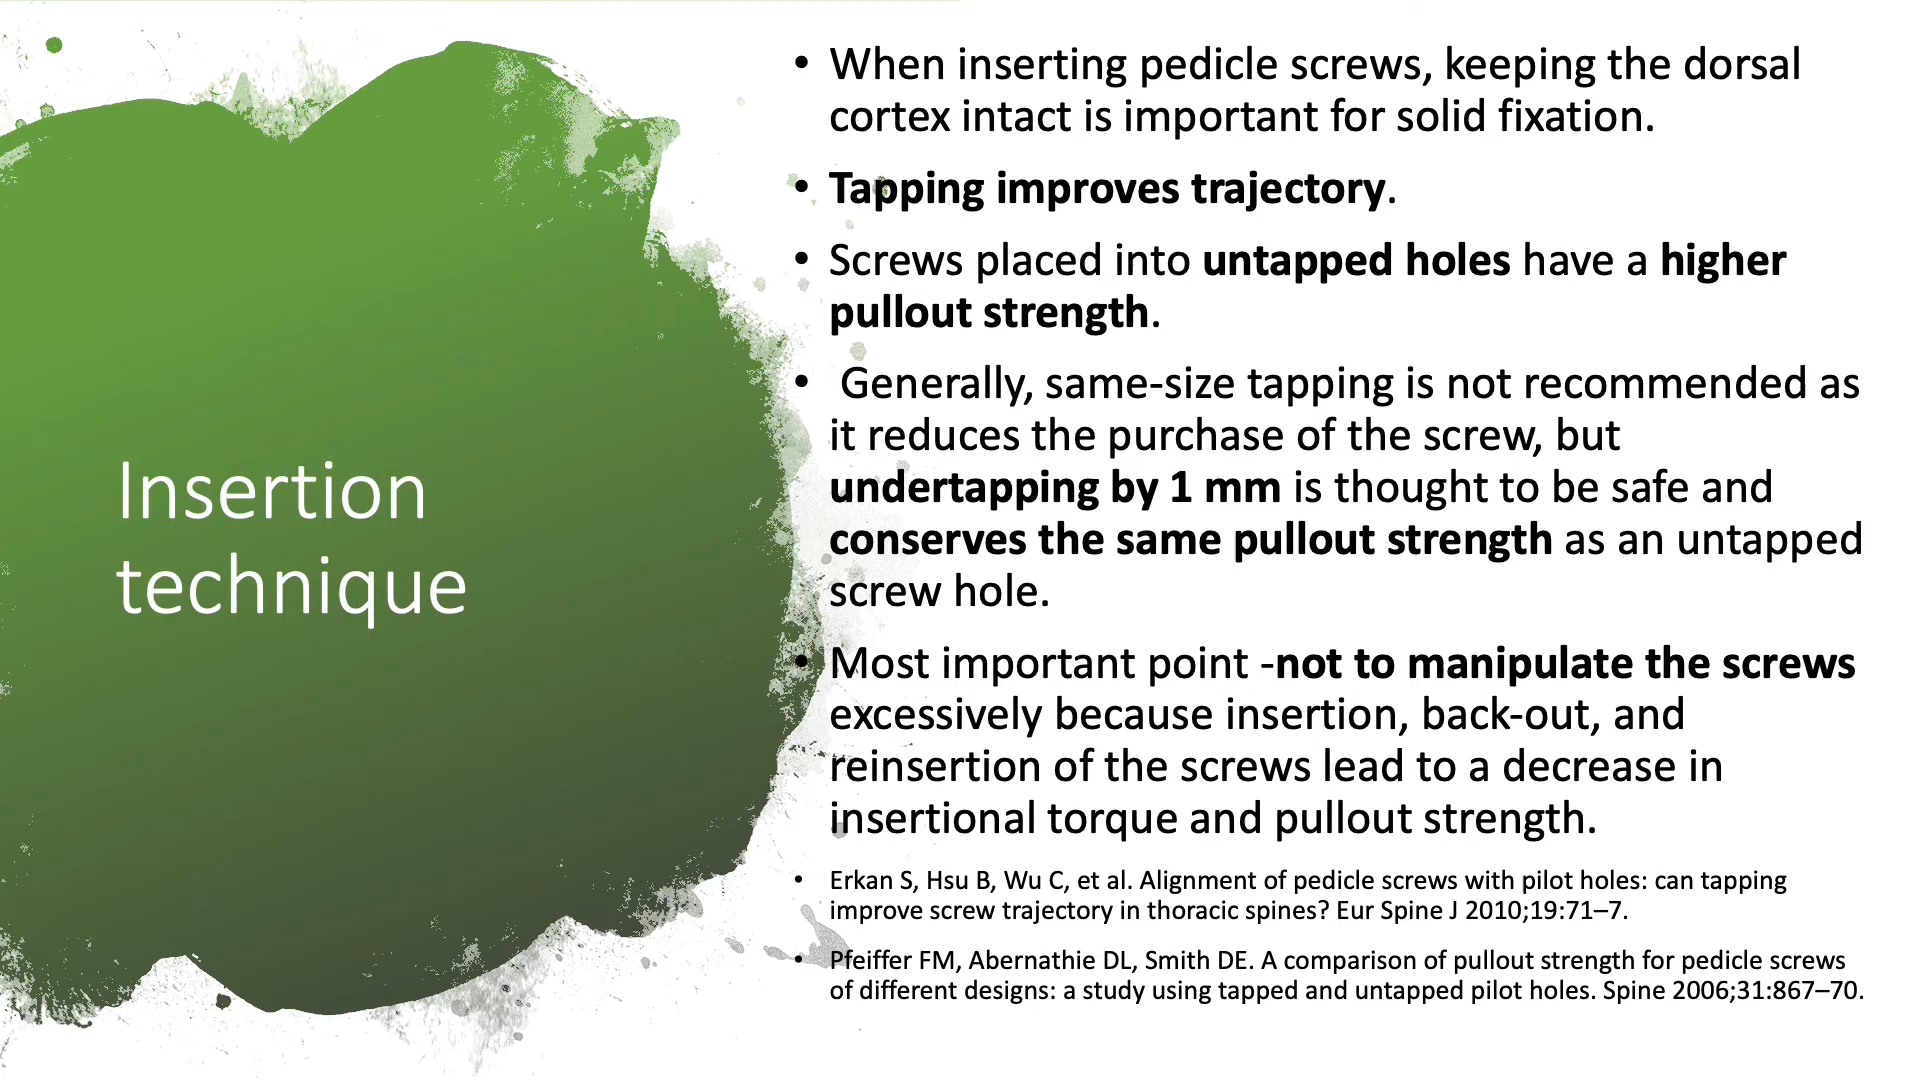 Insertion
technique
• When inserting pedicle screws, keeping the dorsal
cortex intact is important for solid fixation.
• Tapping improves trajectory.
• Screws placed into untapped holes have a higher
pullout strength.
• Generally, same-size tapping is not recommended as
it reduces the purchase of the screw, but
undertapping by 1 mm is thought to be safe and
conserves the same pullout strength as an untapped
screw hole.
• Most important point -not to manipulate the screws
excessively because insertion, back-out, and
reinsertion of the screws lead to a decrease in
insertional torque and pullout strength.
• Erkan S, Hsu B, Wu C, et al. Alignment of pedicle screws with pilot holes: can tapping
improve screw trajectory in thoracic spines? Eur Spine J 2010;19:71–7.
• Pfeiffer FM, Abernathie DL, Smith DE. A comparison of pullout strength for pedicle screws
of different designs: a study using tapped and untapped pilot holes. Spine 2006;31:867–70.